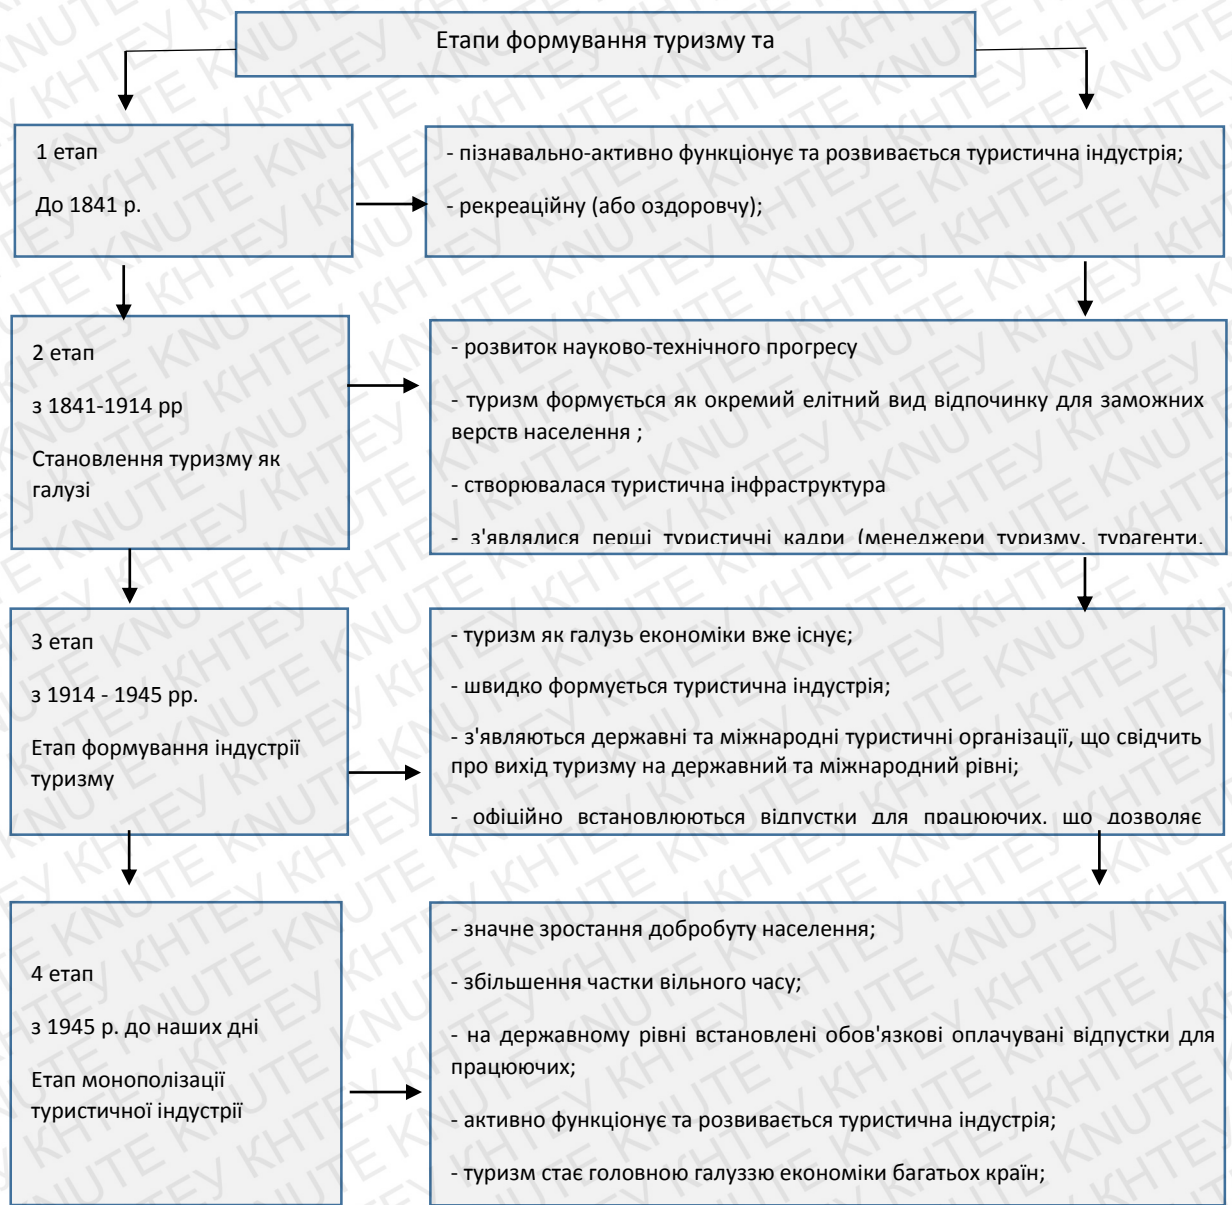 Етапи формування туризму та
1 етап
До 1841 р.
- пізнавально-активно функціонує та розвивається туристична індустрія;
- рекреаційну (або оздоровчу);
2 етап
з 1841-1914 рр
Становлення туризму як
галузі
- розвиток науково-технічного прогресу
- туризм формується як окремий елітний вид відпочинку для заможних
верств населення ;
- створювалася туристична інфраструктура
- з'являлися перші туристичні кадри (менеджери туризму, турагенти,
3 етап
з 1914 - 1945 рр.
Етап формування індустрії
туризму
- туризм як галузь економіки вже існує;
- швидко формується туристична індустрія;
- з'являються державні та міжнародні туристичні організації, що свідчить
про вихід туризму на державний та міжнародний рівні;
- офіційно встановлюються відпустки для працюючих, що дозволяє
4 етап
з 1945 р. до наших дні
Етап монополізації
туристичної індустрії
- значне зростання добробуту населення;
- збільшення частки вільного часу;
- на державному рівні встановлені обов'язкові оплачувані відпустки для
працюючих;
- активно функціонує та розвивається туристична індустрія;
- туризм стає головною галуззю економіки багатьох країн;